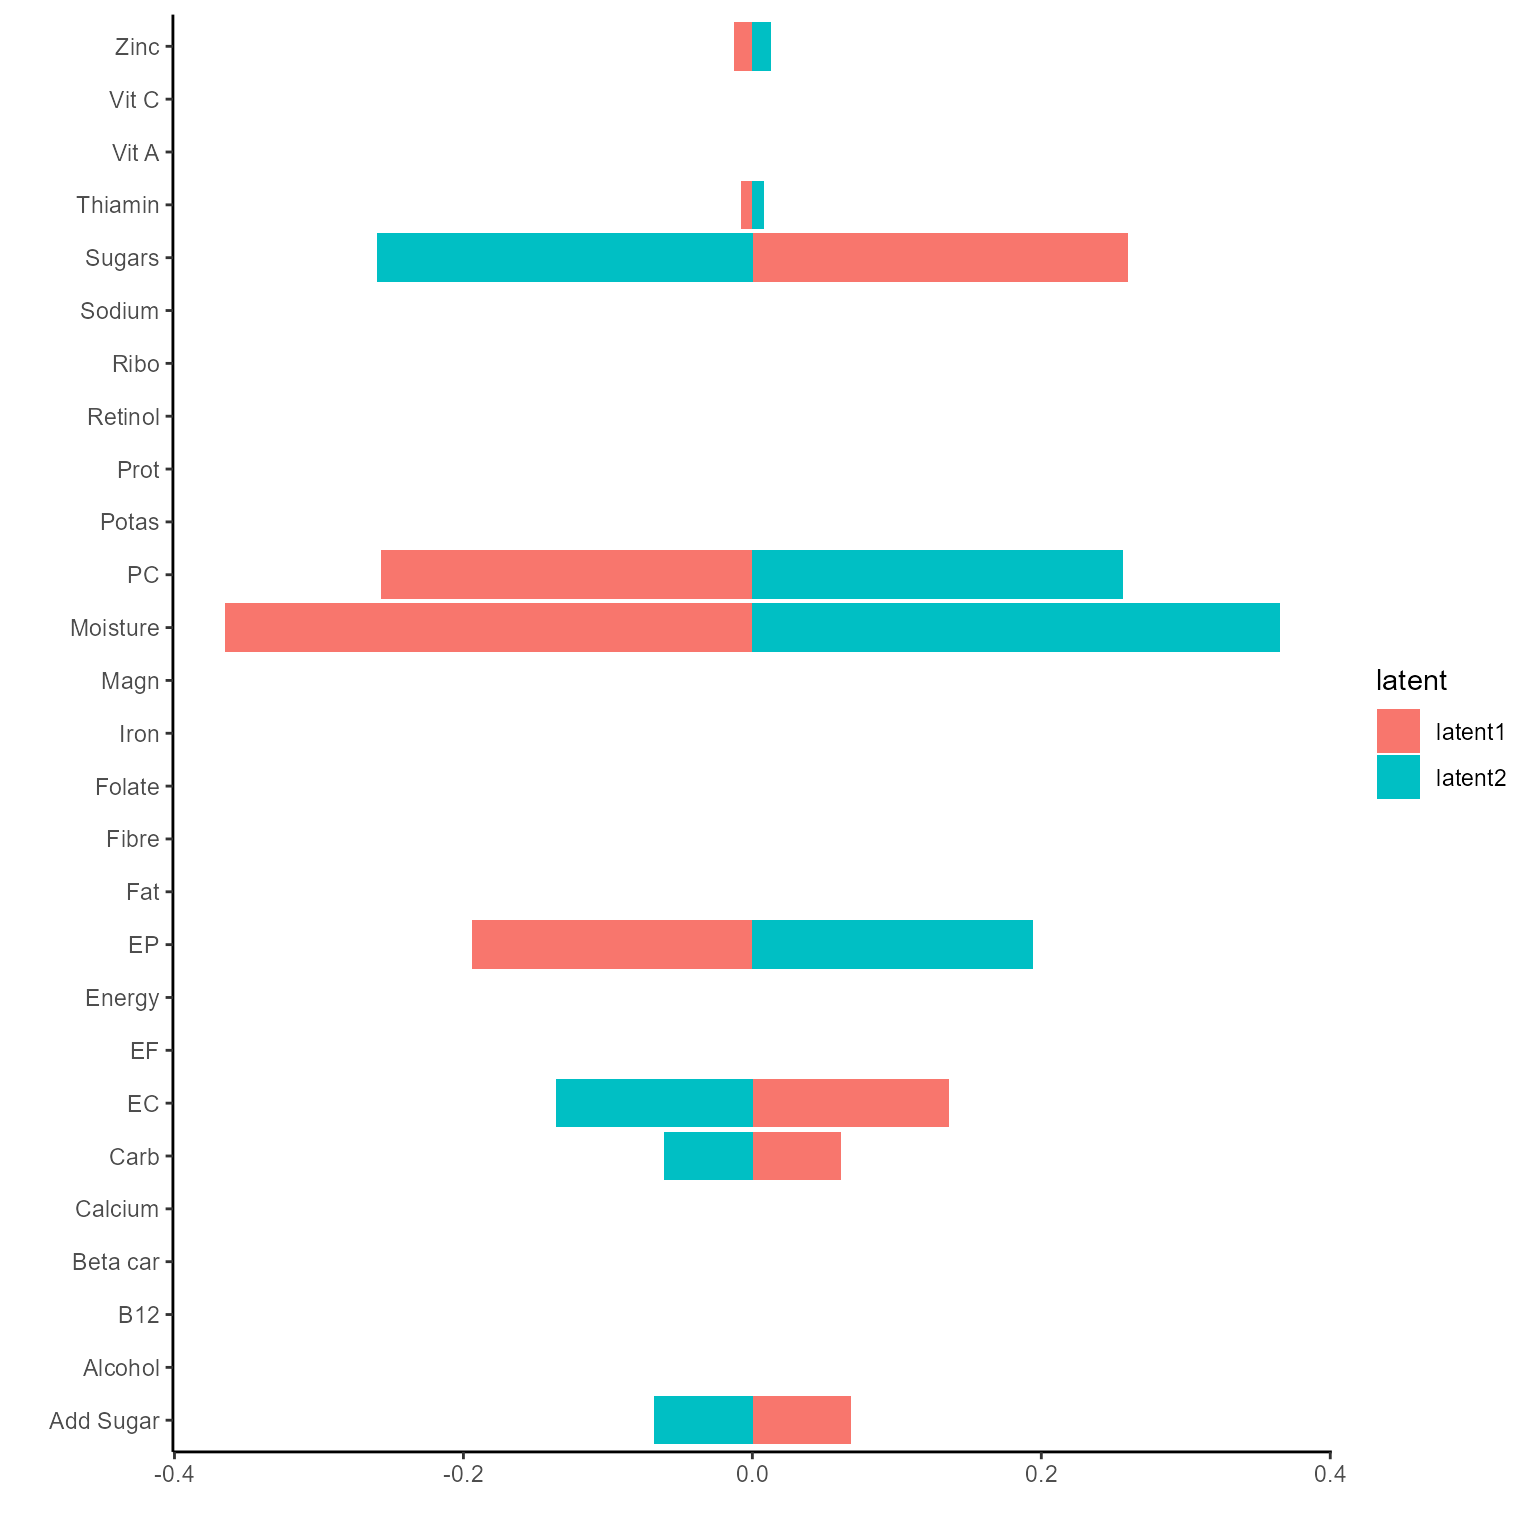 Zinc
Vit C
Vit A
Thiamin
Sugars
Sodium
Ribo
Retinol
Prot
Potas
PC
Moisture
Magn
Iron
Folate
Fibre
Fat
EP
Energy
EF
EC
Carb
Calcium
Beta car
B12
Alcohol
Add Sugar
-0.4 -0.2 0.0 0.2 0.4
latent
latent1
latent2